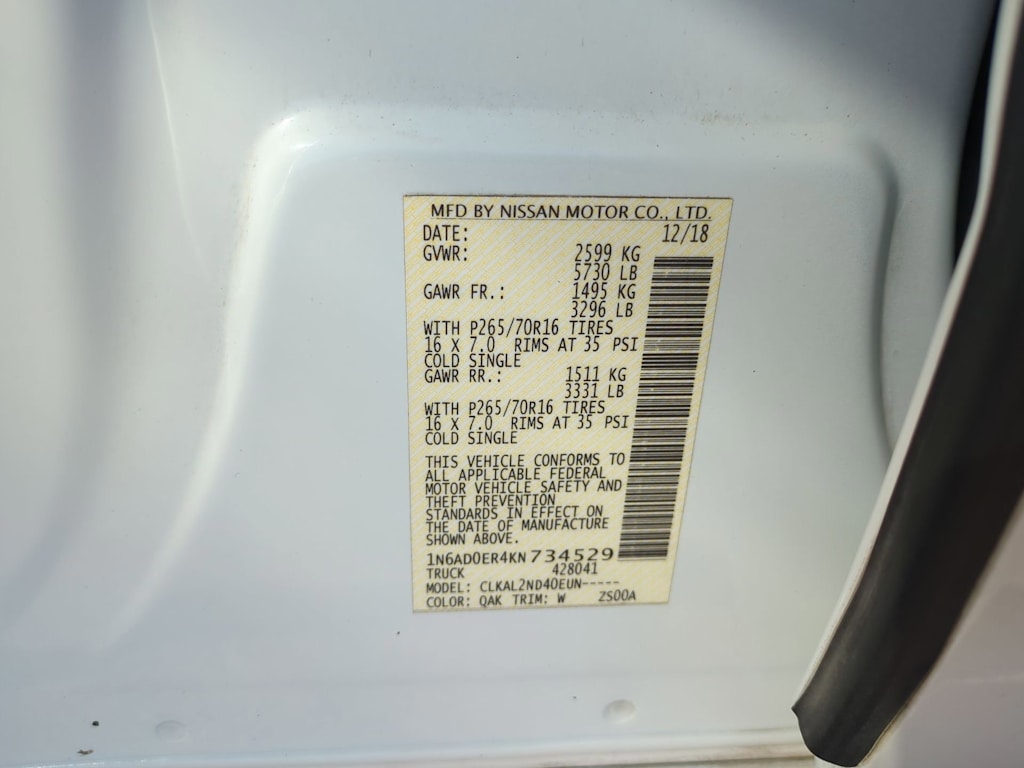 MFD BY NISSAN MOTOR CO., LTD.
DATE: 12/18
GVWR: 2599 KG
5730 LB
GAWR FR.: 1495 KG
3296 LB
WITH P265/70R16 TIRES
16 X 7.0 RIMS AT 35 PSI
COLD SINGLE
GAWR RR.: 1511 KG
3331 LB
WITH P265/70R16 TIRES
16 X 7.0 RIMS AT 35 PSI
COLD SINGLE
THIS VEHICLE CONFORMS TO
ALL APPLICABLE FEDERAL
MOTOR VEHICLE SAFETY AND
THEFT PREVENTION
STANDARDS IN EFFECT ON
THE DATE OF MANUFACTURE
SHOWN ABOVE.
1N6AD0ER4KN734529
TRUCK 428041
MODEL: CLKAL2ND40EUN-----
COLOR: QAK TRIM: W ZS00A